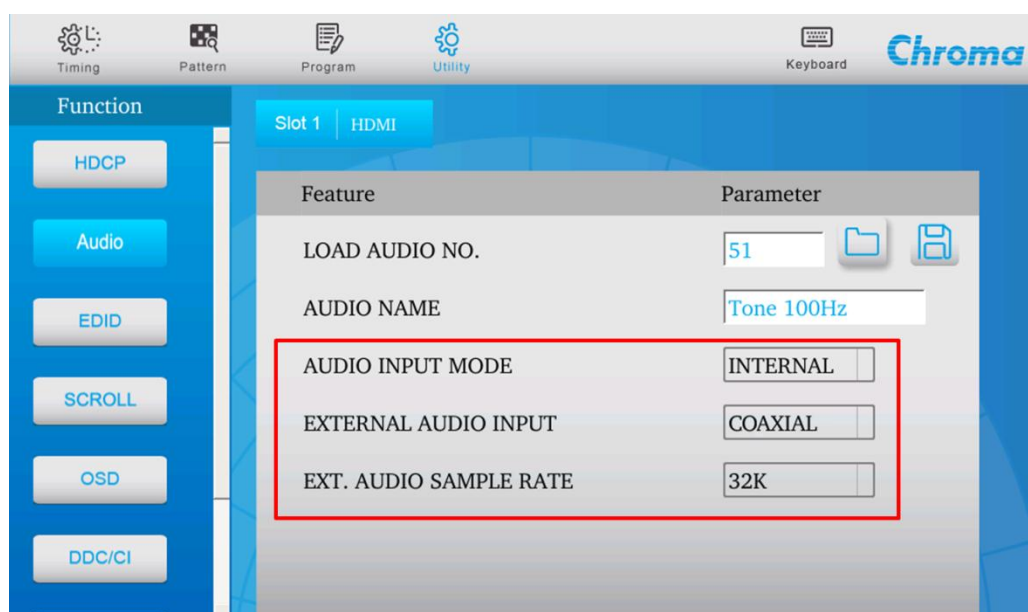 Timing Pattern Program Utility Keyboard Chroma
Function
Slot 1 HDMI
HDCP
Feature Parameter
Audio
LOAD AUDIO NO. 51
AUDIO NAME Tone 100Hz
EDID
AUDIO INPUT MODE INTERNAL
SCROLL
EXTERNAL AUDIO INPUT COAXIAL
OSD
EXT. AUDIO SAMPLE RATE 32K
DDC/CI